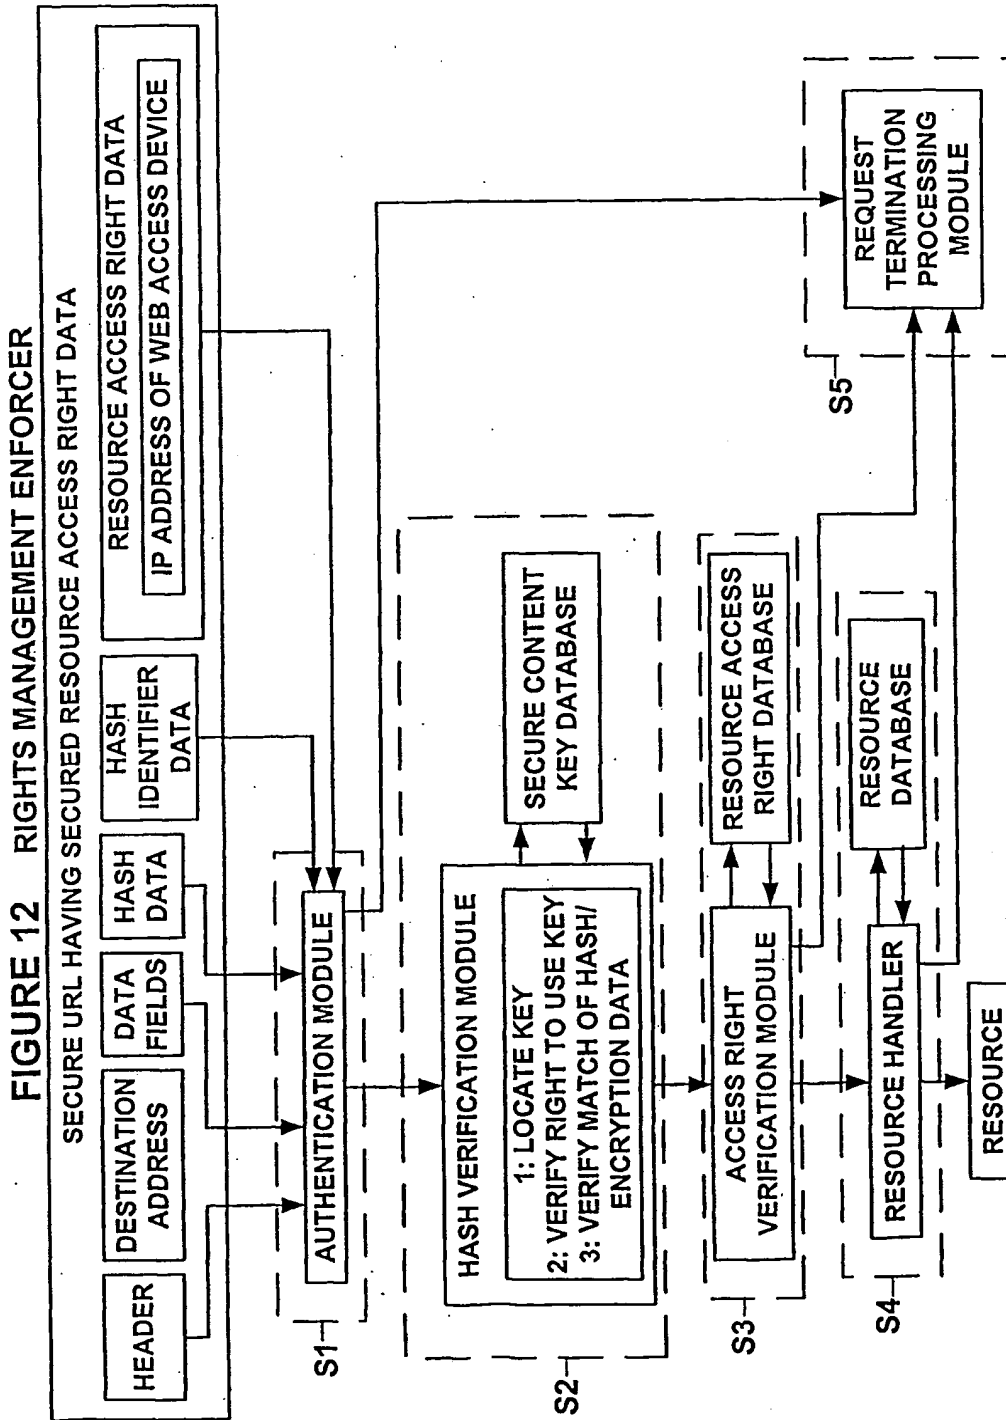 FIGURE 12 RIGHTS MANAGEMENT ENFORCER
SECURE URL HAVING SECURED RESOURCE ACCESS RIGHT DATA
HEADER
DESTINATION
ADDRESS
DATA
FIELDS
HASH
DATA
HASH
IDENTIFIER
DATA
RESOURCE ACCESS RIGHT DATA
IP ADDRESS OF WEB ACCESS DEVICE
S1
AUTHENTICATION MODULE
S2
HASH VERIFICATION MODULE
1: LOCATE KEY
2: VERIFY RIGHT TO USE KEY
3: VERIFY MATCH OF HASH/
ENCRYPTION DATA
SECURE CONTENT
KEY DATABASE
S3
ACCESS RIGHT
VERIFICATION MODULE
RESOURCE ACCESS
RIGHT DATABASE
S4
RESOURCE HANDLER
RESOURCE
DATABASE
S5
REQUEST
TERMINATION
PROCESSING
MODULE
RESOURCE